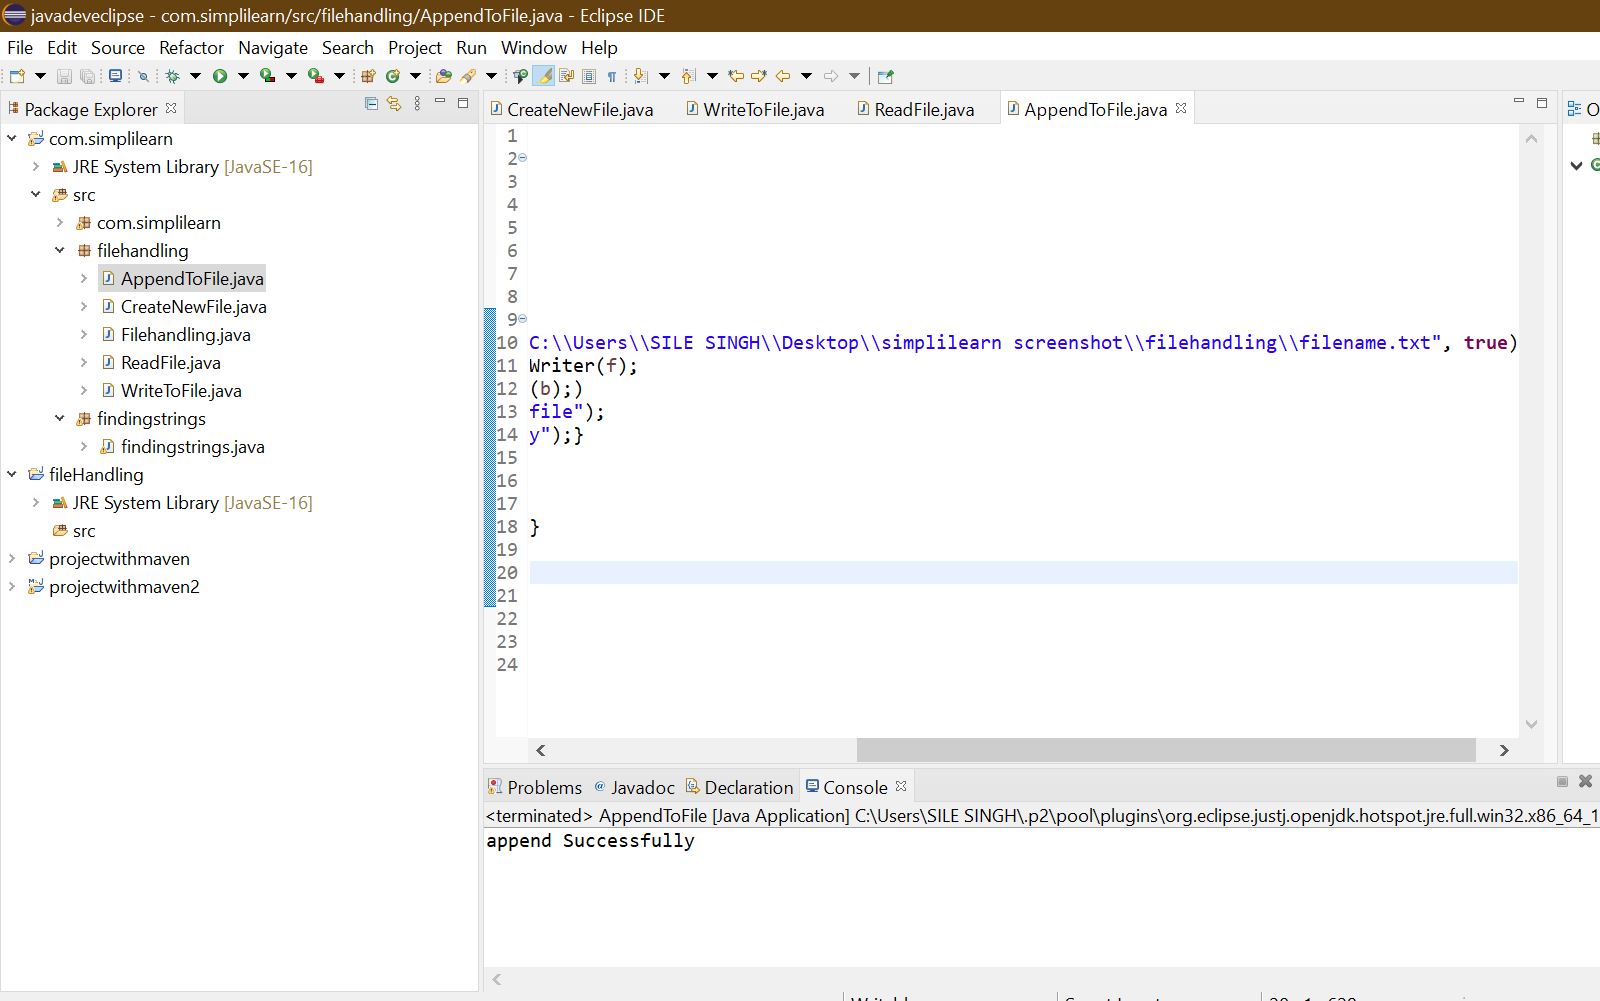 javadeveclipse - com.simplilearn/src/filehandling/AppendToFile.java - Eclipse IDE
File Edit Source Refactor Navigate Search Project Run Window Help
Package Explorer
com.simplilearn
JRE System Library [JavaSE-16]
src
com.simplilearn
filehandling
AppendToFile.java
CreateNewFile.java
Filehandling.java
ReadFile.java
WriteToFile.java
findingstrings
findingstrings.java
fileHandling
JRE System Library [JavaSE-16]
src
projectwithmaven
projectwithmaven2
CreateNewFile.java WriteToFile.java ReadFile.java AppendToFile.java
1
2
3
4
5
6
7
8
9
10 C:\\Users\\SILE SINGH\\Desktop\\simplilearn screenshot\\filehandling\\filename.txt", true)
11 Writer(f);
12 (b);)
13 file");
14 y");}
15
16
17
18 }
19
20
21
22
23
24
O
Problems @ Javadoc Declaration Console
<terminated> AppendToFile [Java Application] C:\Users\SILE SINGH\.p2\pool\plugins\org.eclipse.justj.openjdk.hotspot.jre.full.win32.x86_64_1
append Successfully